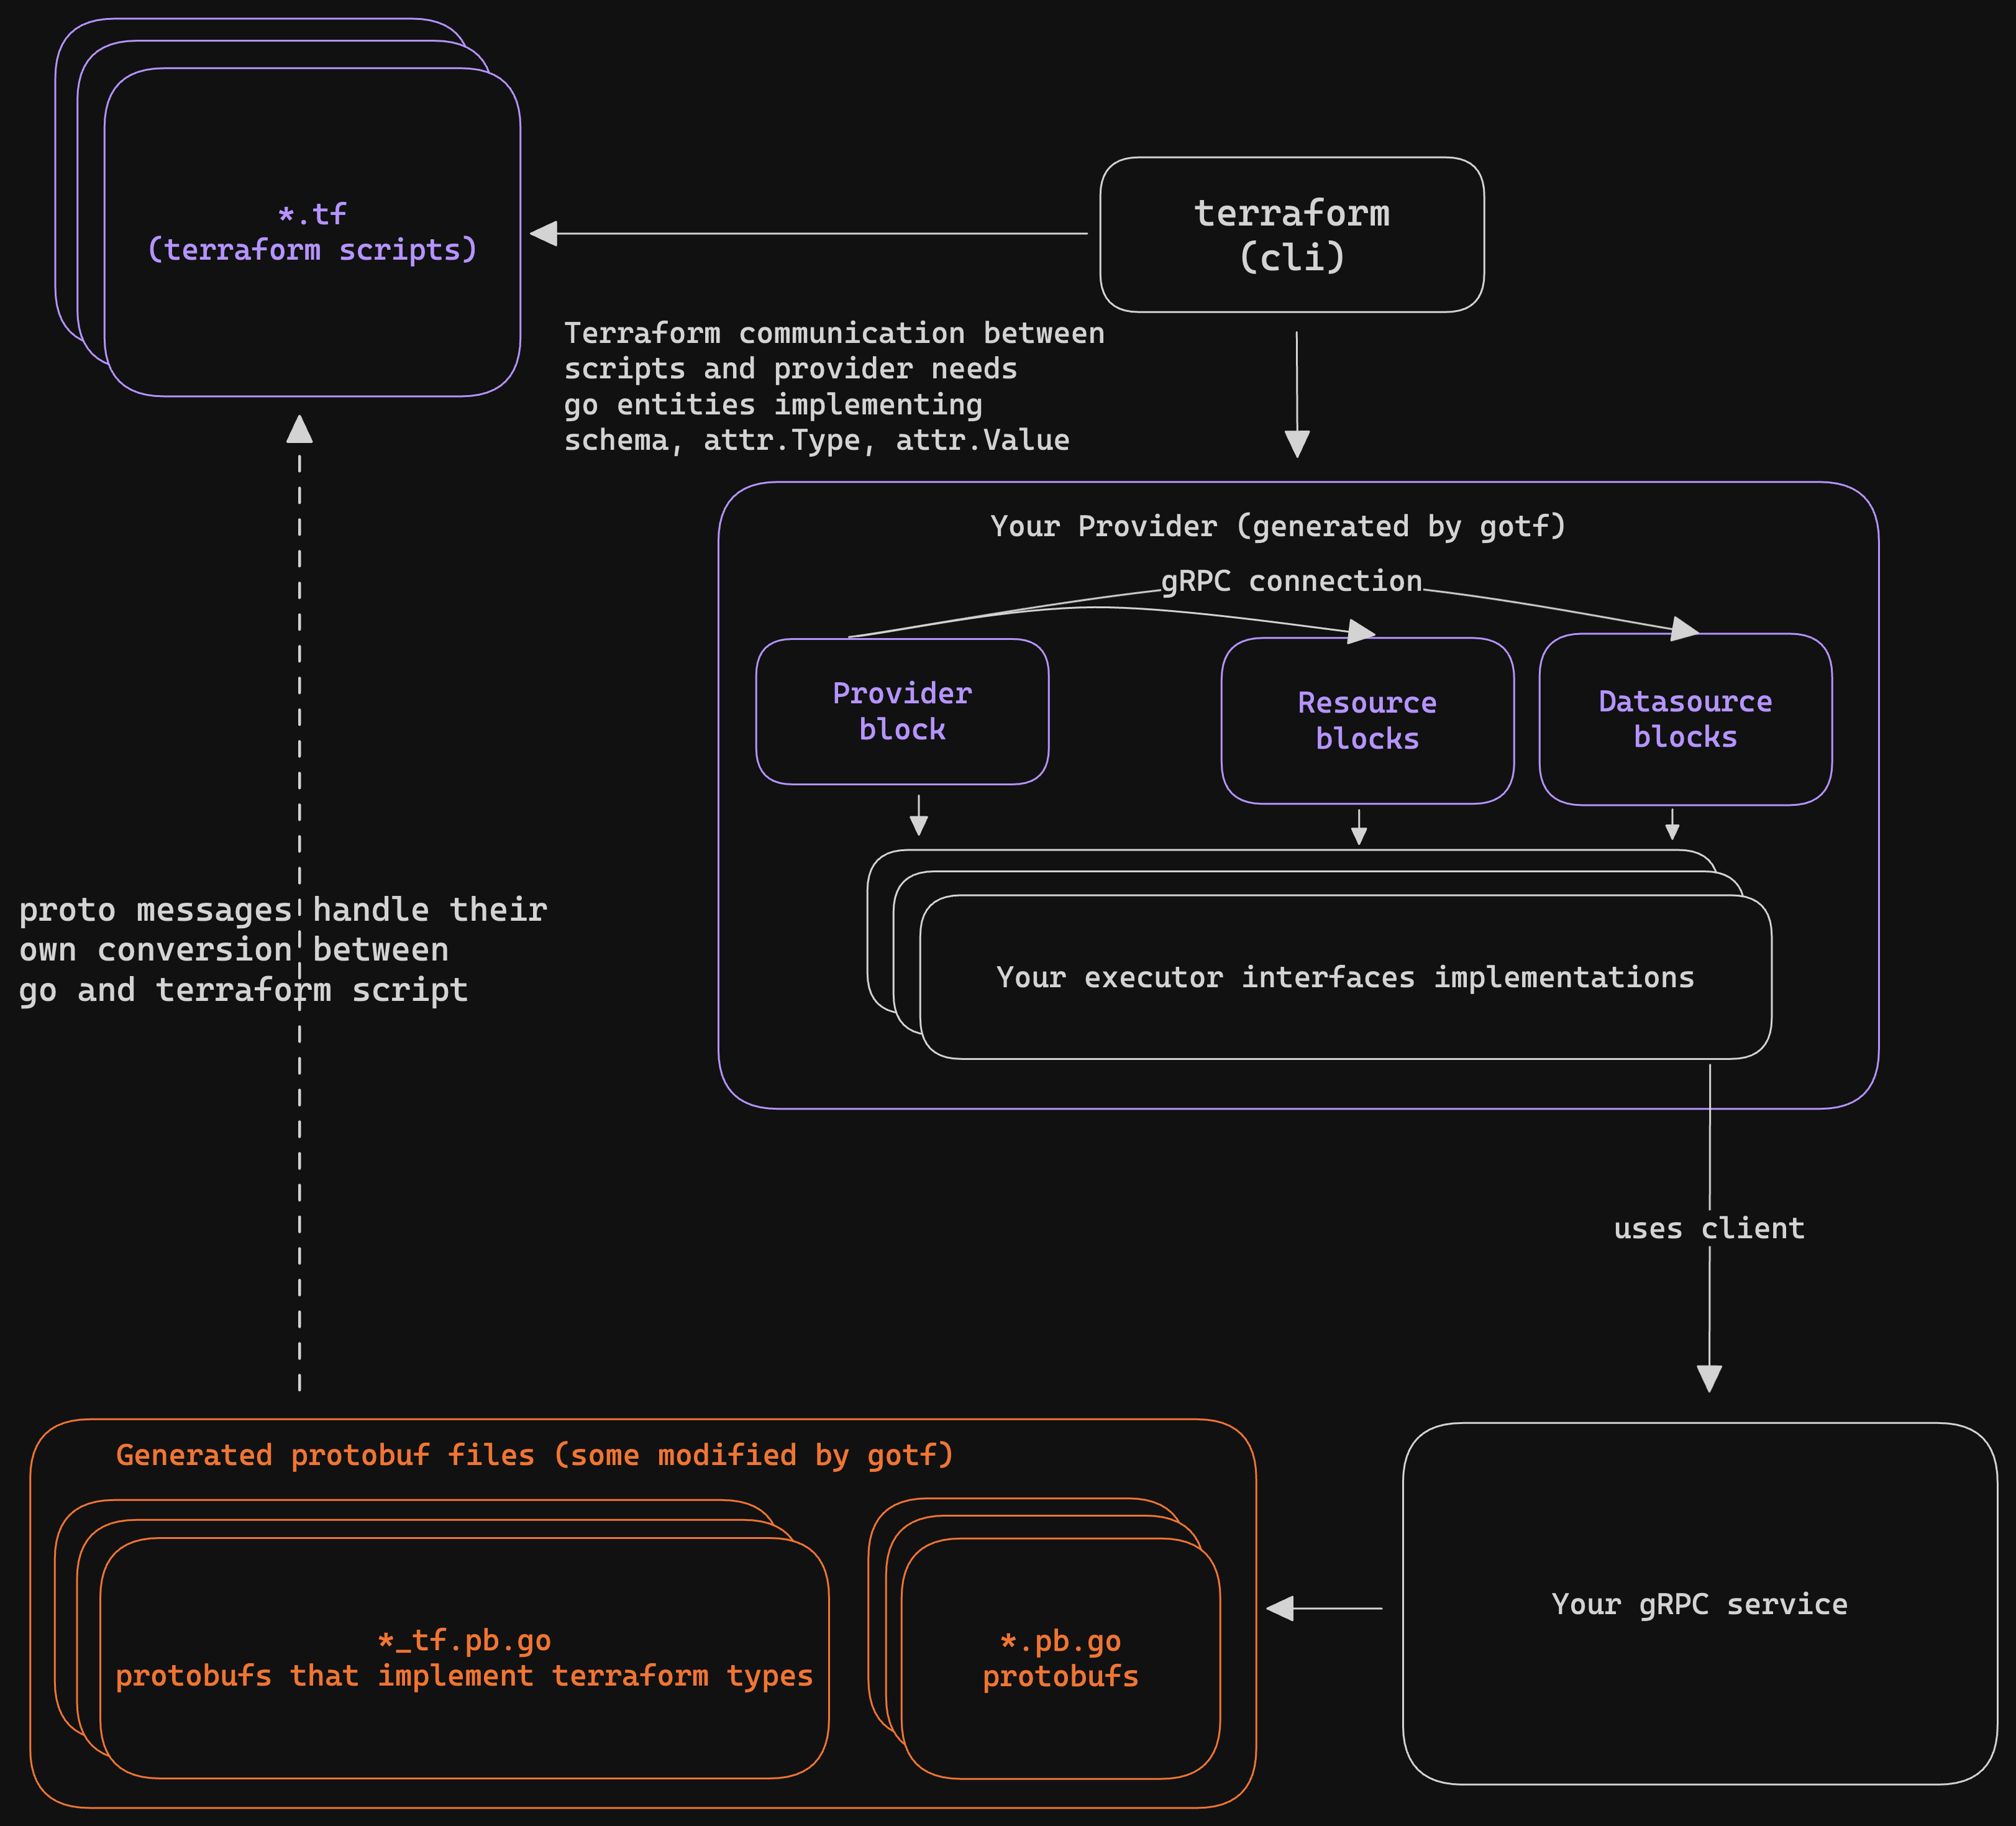 *.tf
(terraform scripts)
terraform
(cli)
Terraform communication between
scripts and provider needs
go entities implementing
schema, attr.Type, attr.Value
Your Provider (generated by gotf)
gRPC connection
Provider
block
Resource
blocks
Datasource
blocks
Your executor interfaces implementations
proto messages handle their
own conversion between
go and terraform script
uses client
Generated protobuf files (some modified by gotf)
*_tf.pb.go
protobufs that implement terraform types
*.pb.go
protobufs
Your gRPC service